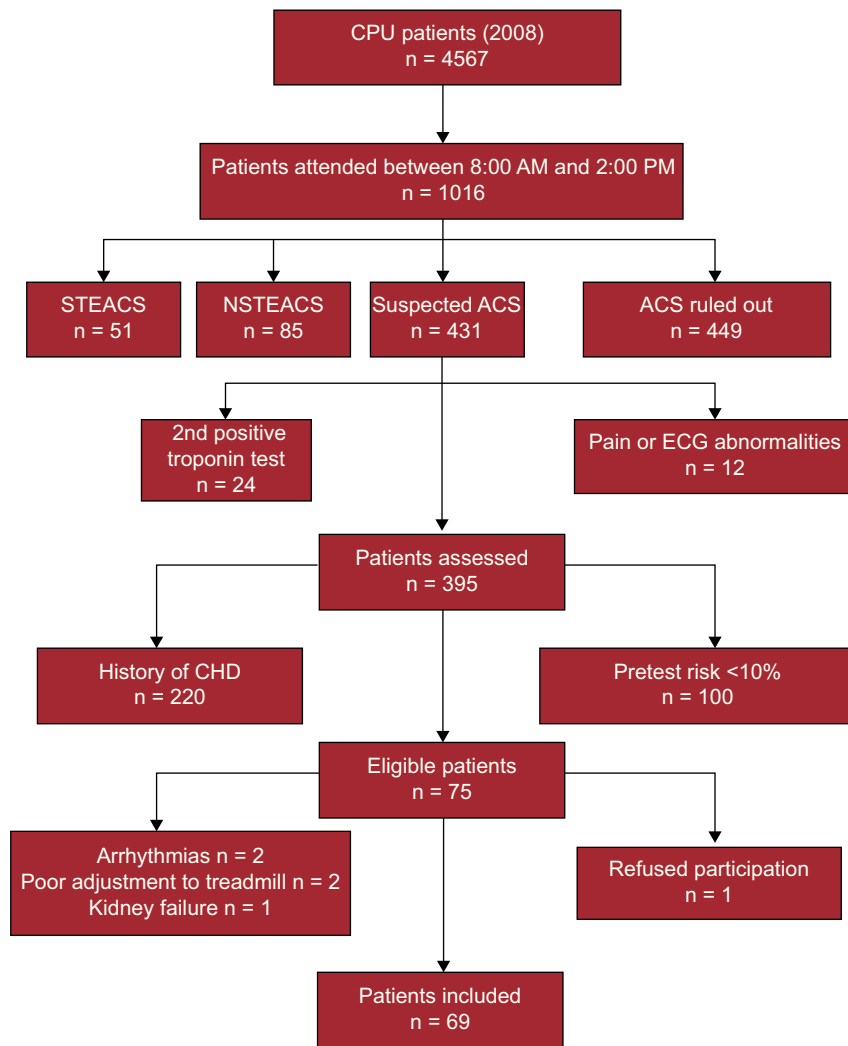 CPU patients (2008)
n = 4567
Patients attended between 8:00 AM and 2:00 PM
n = 1016
STEACS
n = 51
NSTEACS
n = 85
Suspected ACS
n = 431
ACS ruled out
n = 449
2nd positive
troponin test
n = 24
Pain or ECG abnormalities
n = 12
Patients assessed
n = 395
History of CHD
n = 220
Pretest risk <10%
n = 100
Eligible patients
n = 75
Arrhythmias n = 2
Poor adjustment to treadmill n = 2
Kidney failure n = 1
Refused participation
n = 1
Patients included
n = 69